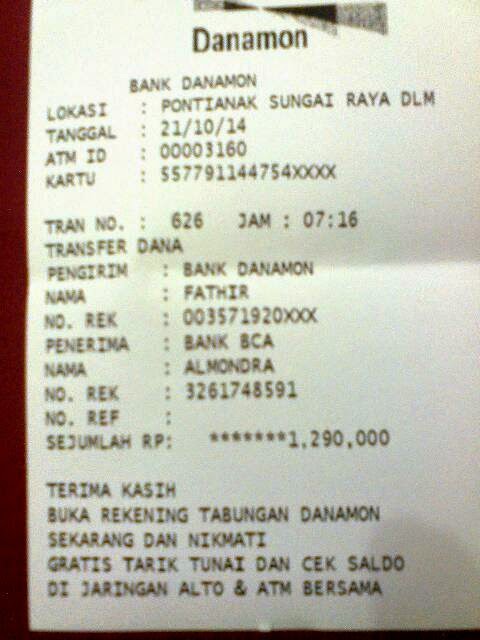 Danamon
BANK DANAMON
LOKASI : PONTIANAK SUNGAI RAYA DLM
TANGGAL : 21/10/14
ATM ID : 00003160
KARTU : 557791144754XXXX
TRAN NO. : 626 JAM : 07:16
TRANSFER DANA
PENGIRIM : BANK DANAMON
NAMA : FATHIR
NO. REK : 003571920XXX
PENERIMA : BANK BCA
NAMA : ALMONDRA
NO. REK : 3261748591
NO. REF :
SEJUMLAH RP: *******1,290,000
TERIMA KASIH
BUKA REKENING TABUNGAN DANAMON
SEKARANG DAN NIKMATI
GRATIS TARIK TUNAI DAN CEK SALDO
DI JARINGAN ALTO & ATM BERSAMA